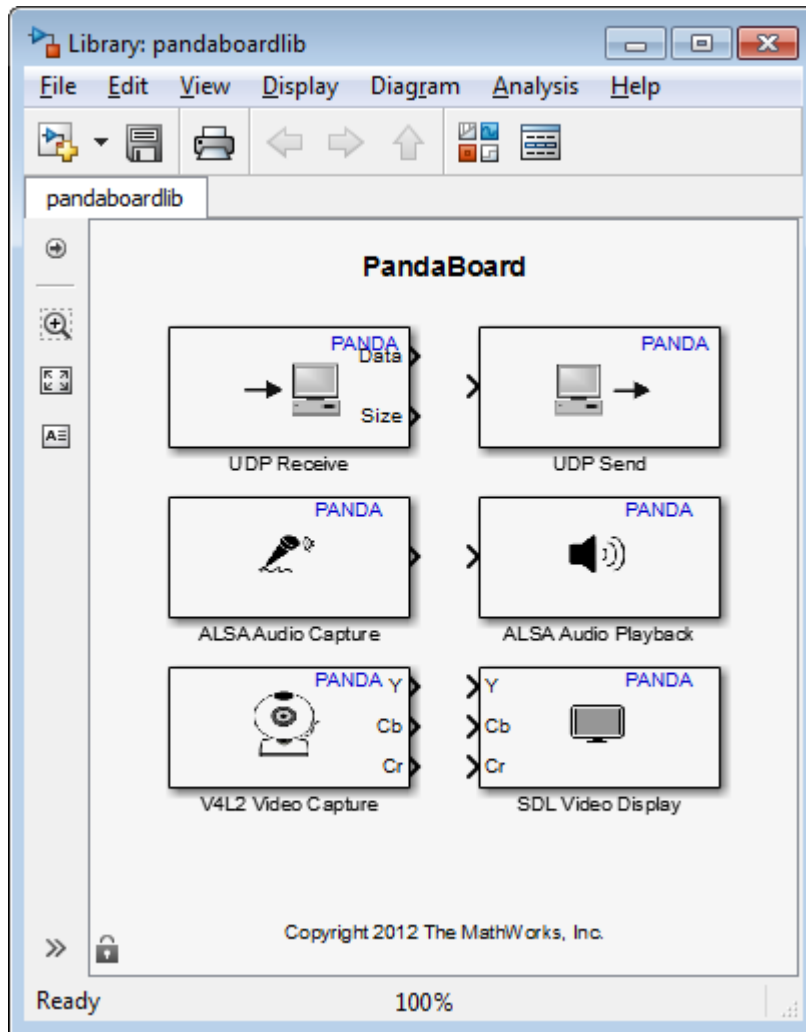 Library: pandaboardlib
File Edit View Display Diagram Analysis Help
pandaboardlib
PandaBoard
PANDA
Data
Size
UDP Receive
PANDA
UDP Send
PANDA
ALSA Audio Capture
PANDA
ALSA Audio Playback
PANDA Y
Cb
Cr
V4L2 Video Capture
Y PANDA
Cb
Cr
SDL Video Display
Copyright 2012 The MathWorks, Inc.
Ready 100%